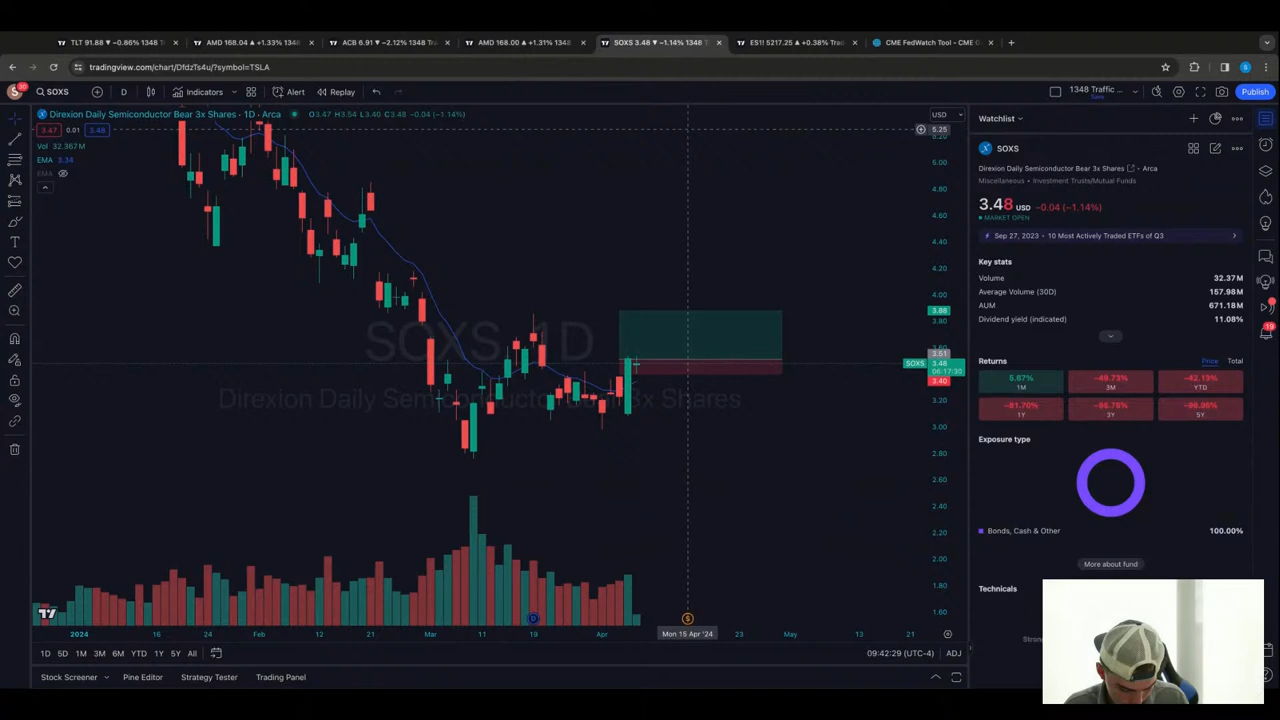 TLT 91.88 ▲ −0.86% 1348
AMD 168.04 ▲ +1.33% 1348
ACB 6.91 ▼ −2.12% 1348 Tra
AMD 168.00 ▲ +1.31% 1348
SOXS 3.48 ▼ −1.14% 1348 T
ES1! 5217.25 ▲ +0.38% Trad
CME FedWatch Tool - CME G
tradingview.com/chart/DfdzTs4u/?symbol=TSLA
S
SOXS
D
Indicators
Alert
Replay
1348 Traffic ...
Save
Publish
Direxion Daily Semiconductor Bear 3x Shares · 1D · Arca
O3.47 H3.54 L3.40 C3.48 −0.04 (−1.14%)
3.47 0.01 3.48
Vol 32.367M
EMA 3.34
EMA
USD
5.25
5.20
5.00
4.80
4.60
4.40
4.20
4.00
3.88
3.80
3.60
3.51
SOXS 3.48
06:17:30
3.40
3.20
3.00
2.80
2.60
2.40
2.20
2.00
1.80
1.60
SOXS, 1D
Direxion Daily Semiconductor Bear 3x Shares
2024 16 24 Feb 12 21 Mar 11 19 Apr Mon 15 Apr '24 23 May 13 21
1D 5D 1M 3M 6M YTD 1Y 5Y All
09:42:29 (UTC-4) ADJ
Stock Screener Pine Editor Strategy Tester Trading Panel
Watchlist
SOXS
Direxion Daily Semiconductor Bear 3x Shares · Arca
Miscellaneous • Investment Trusts/Mutual Funds
3.48 USD −0.04 (−1.14%)
MARKET OPEN
Sep 27, 2023 • 10 Most Actively Traded ETFs of Q3
Key stats
Volume 32.37M
Average Volume (30D) 157.98M
AUM 671.18M
Dividend yield (indicated) 11.08%
Returns Price Total
5.67% −49.73% −42.13%
1M 3M YTD
−81.70%
1Y 3Y 5Y
Exposure type
Bonds, Cash & Other 100.00%
More about fund
Technicals